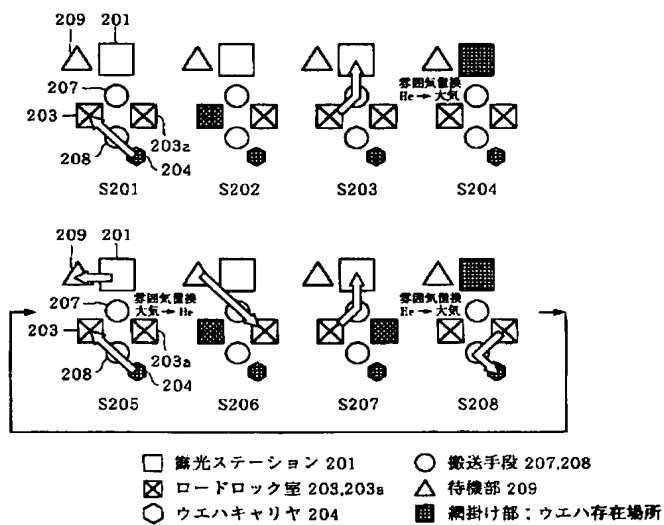 209 201
207
203
203a
208
204
S201 S202 S203 S204
雰囲気置換
He → 大気
209 201
207
203
203a
208
204
雰囲気置換
大気 → He
雰囲気置換
He → 大気
S205 S206 S207 S208
露光ステーション 201
搬送手段 207,208
ロードロック室 203,203a
待機部 209
ウエハキャリヤ 204
網掛け部：ウエハ存在場所